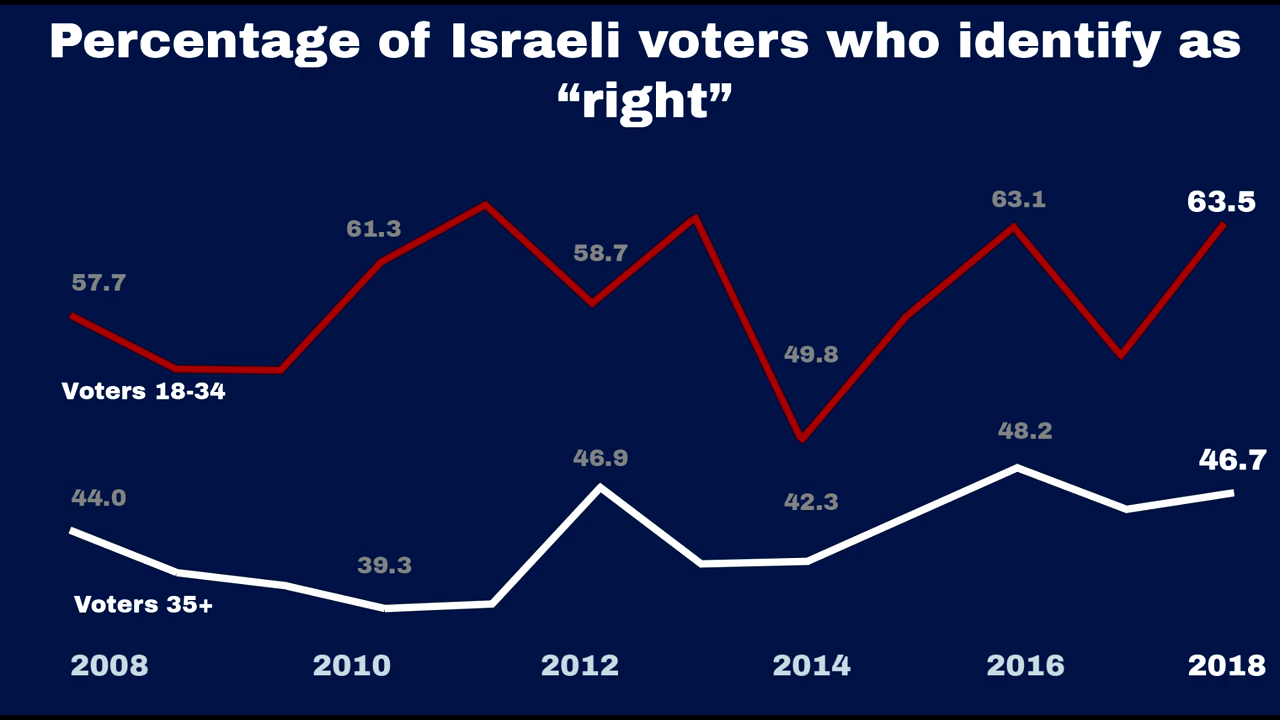 Percentage of Israeli voters who identify as
“right”
63.1
63.5
61.3
58.7
57.7
49.8
Voters 18-34
48.2
46.9
46.7
44.0
42.3
39.3
Voters 35+
2008 2010 2012 2014 2016 2018